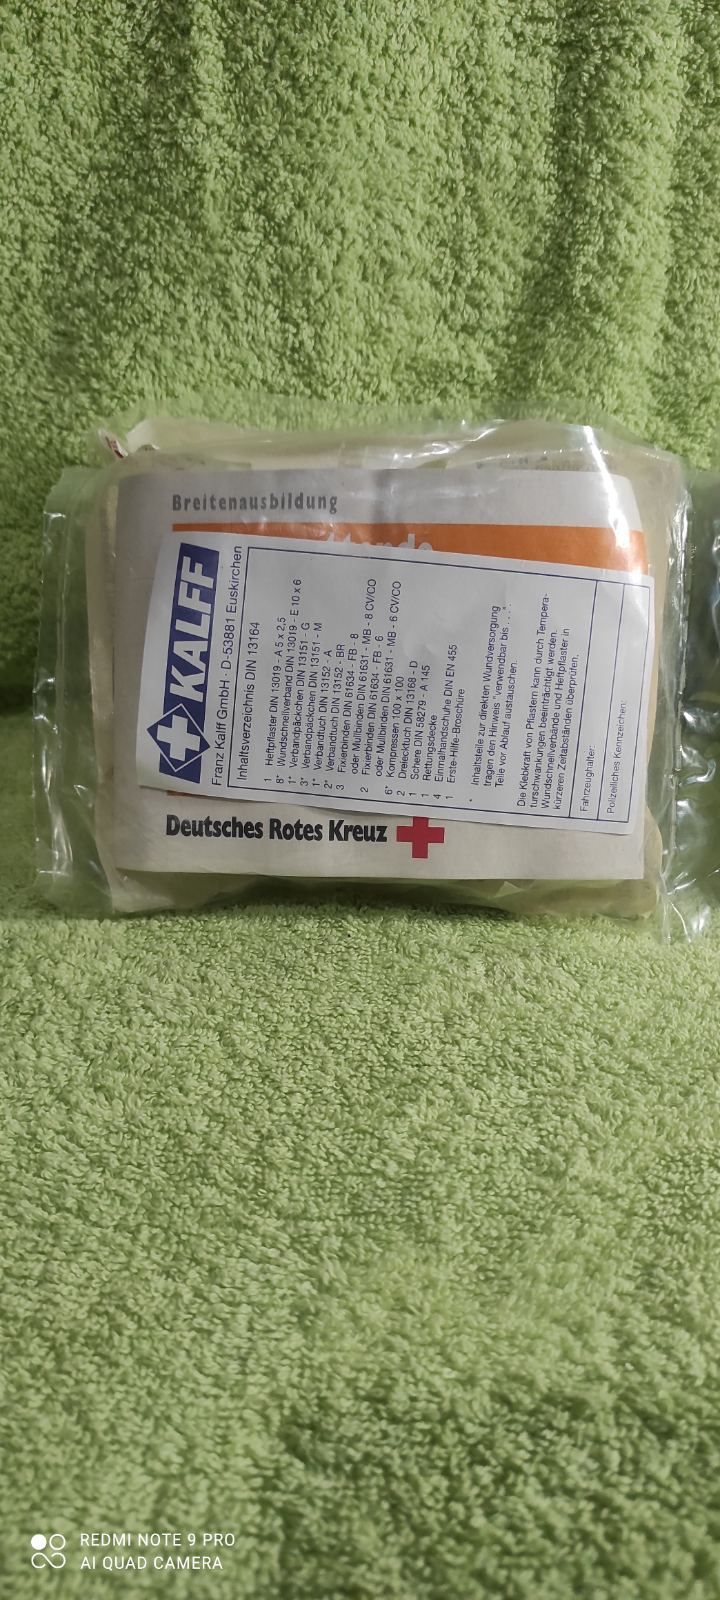 Breitenausbildung
KALFF
Franz Kalff GmbH · D-53881 Euskirchen
Inhaltsverzeichnis DIN 13164
1 Heftpflaster DIN 13019 - A 5 x 2,5
8* Wundschnellverband DIN 13019 - E 10 x 6
1* Verbandpäckchen DIN 13151 - G
3* Verbandpäckchen DIN 13151 - M
1* Verbandtuch DIN 13152 - A
2* Verbandtuch DIN 13152 - BR
3 Fixierbinden DIN 61634 - FB - 8
oder Mullbinden DIN 61631 - MB - 8 CV/CO
2 Fixierbinden DIN 61634 - FB - 6
oder Mullbinden DIN 61631 - MB - 6 CV/CO
6* Kompressen 100 x 100
2 Dreiecktuch DIN 13168 - D
1 Schere DIN 58279 - A 145
1 Rettungsdecke
4 Einmalhandschuhe DIN EN 455
1 Erste-Hilfe-Broschüre
* Inhaltsteile zur direkten Wundversorgung
tragen den Hinweis "verwendbar bis . . . ."
Teile vor Ablauf austauschen.
Die Klebkraft von Pflastern kann durch Tempera-
turschwankungen beeinträchtigt werden.
Wundschnellverbände und Heftpflaster in
kürzeren Zeitabständen überprüfen.
Fahrzeughalter:
Polizeiliches Kennzeichen:
Deutsches Rotes Kreuz
REDMI NOTE 9 PRO
AI QUAD CAMERA